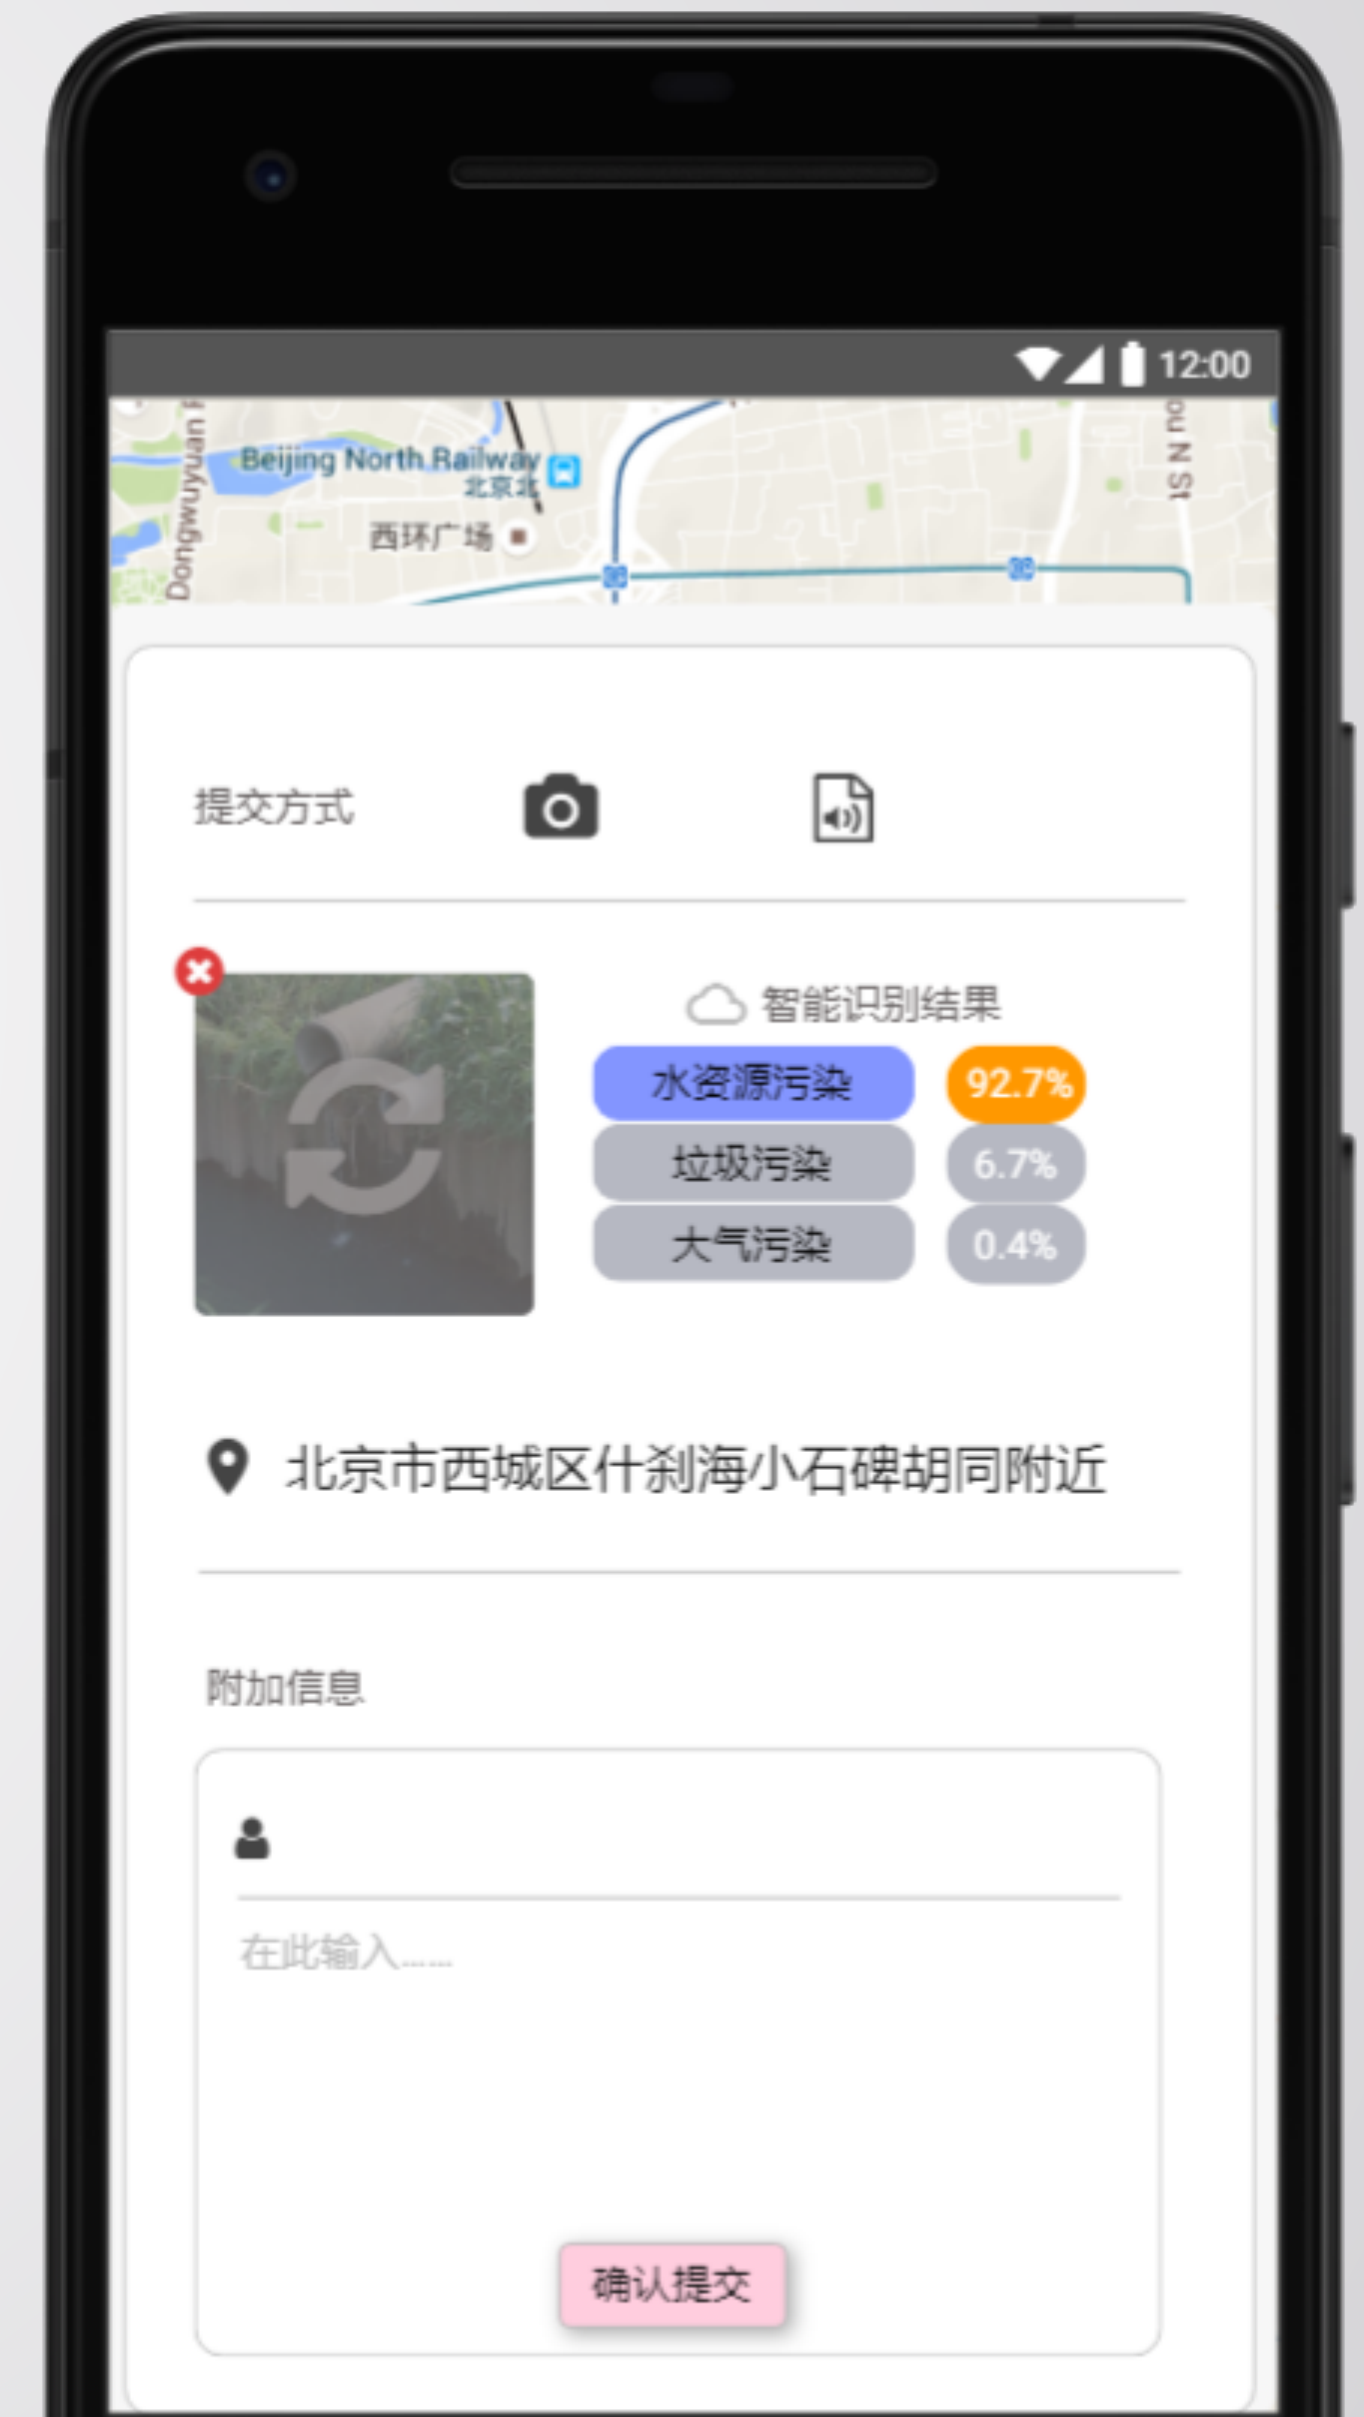 12:00
Beijing North Railway
北京北
西环广场
Dongwuyuan
ou N St
提交方式
智能识别结果
水资源污染 92.7%
垃圾污染 6.7%
大气污染 0.4%
北京市西城区什刹海小石碑胡同附近
附加信息
在此输入……
确认提交